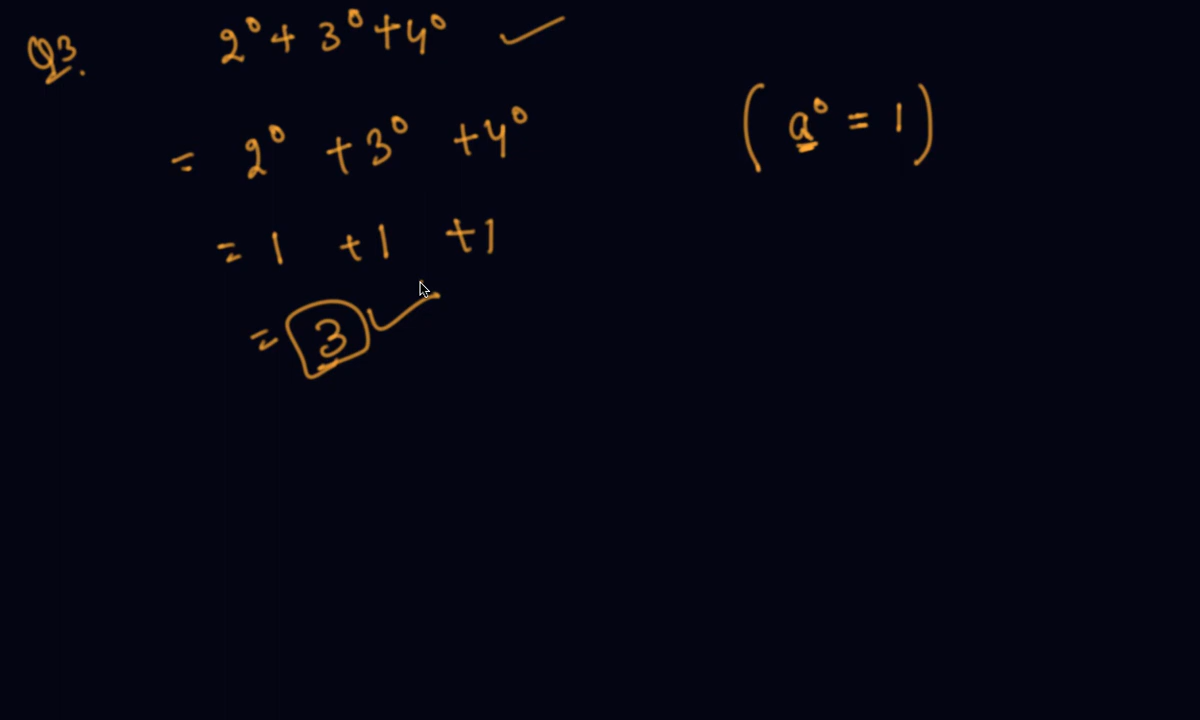 Q3. 2⁰ + 3⁰ + 4⁰ ✓
(a⁰ = 1)
= 2⁰ + 3⁰ + 4⁰
= 1 + 1 + 1
= 3 ✓